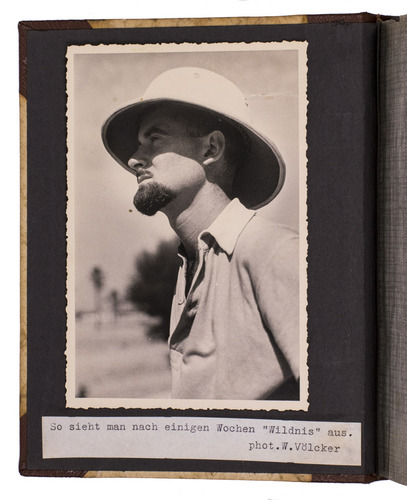 So sieht man nach einigen Wochen "Wildnis" aus.
phot.W.Völcker